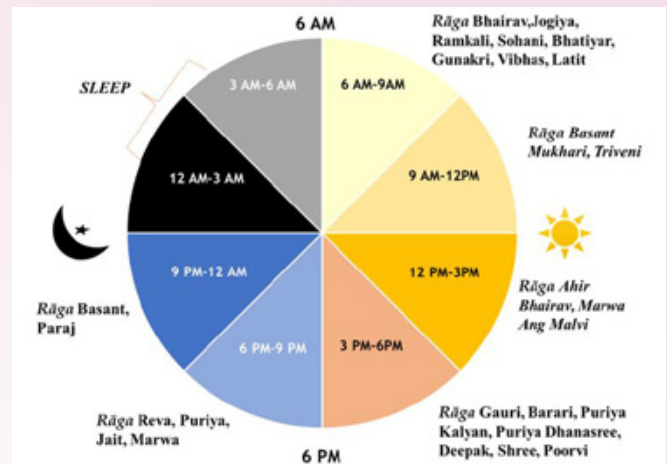 6 AM
Rāga Bhairav,Jogiya,
Ramkali, Sohani, Bhatiyar,
Gunakri, Vibhas, Latit
SLEEP
3 AM-6 AM
6 AM-9AM
Rāga Basant
Mukhari, Triveni
12 AM-3 AM
9 AM-12PM
9 PM-12 AM
12 PM-3PM
Rāga Basant,
Paraj
Rāga Ahir
Bhairav, Marwa
Ang Malvi
6 PM-9 PM
3 PM-6PM
Rāga Reva, Puriya,
Jait, Marwa
Rāga Gauri, Barari, Puriya
Kalyan, Puriya Dhanasree,
Deepak, Shree, Poorvi
6 PM